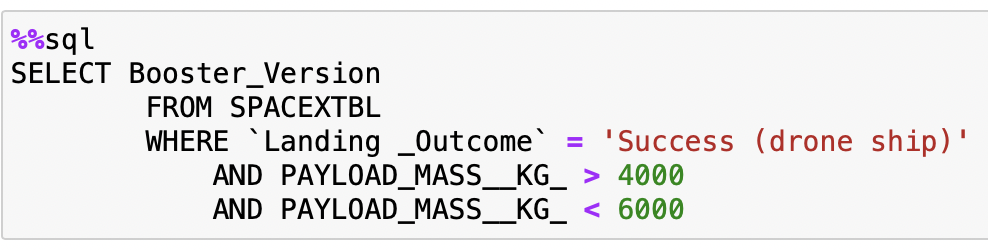 %%sql
SELECT Booster_Version
FROM SPACEXTBL
WHERE `Landing _Outcome` = 'Success (drone ship)'
AND PAYLOAD_MASS__KG_ > 4000
AND PAYLOAD_MASS__KG_ < 6000